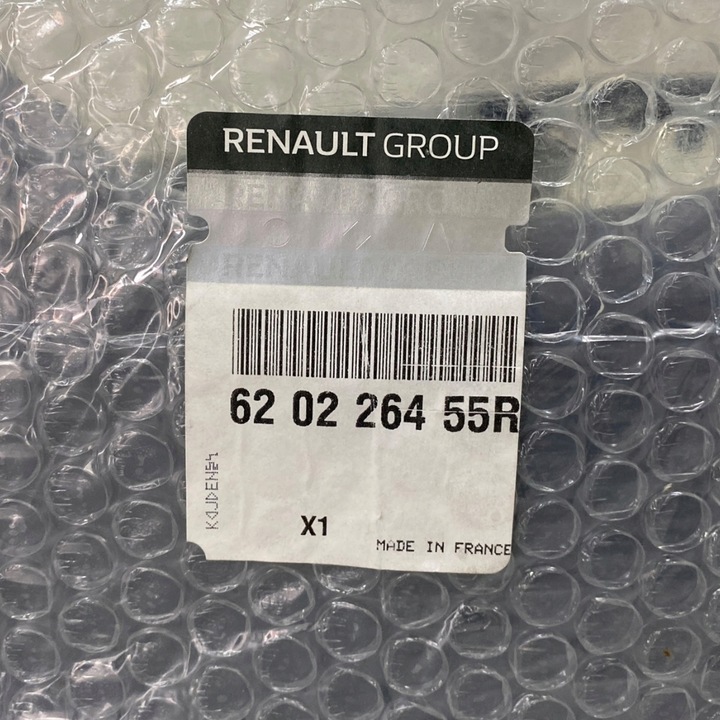 RENAULT GROUP
62 02 264 55R
X1
MADE IN FRANCE